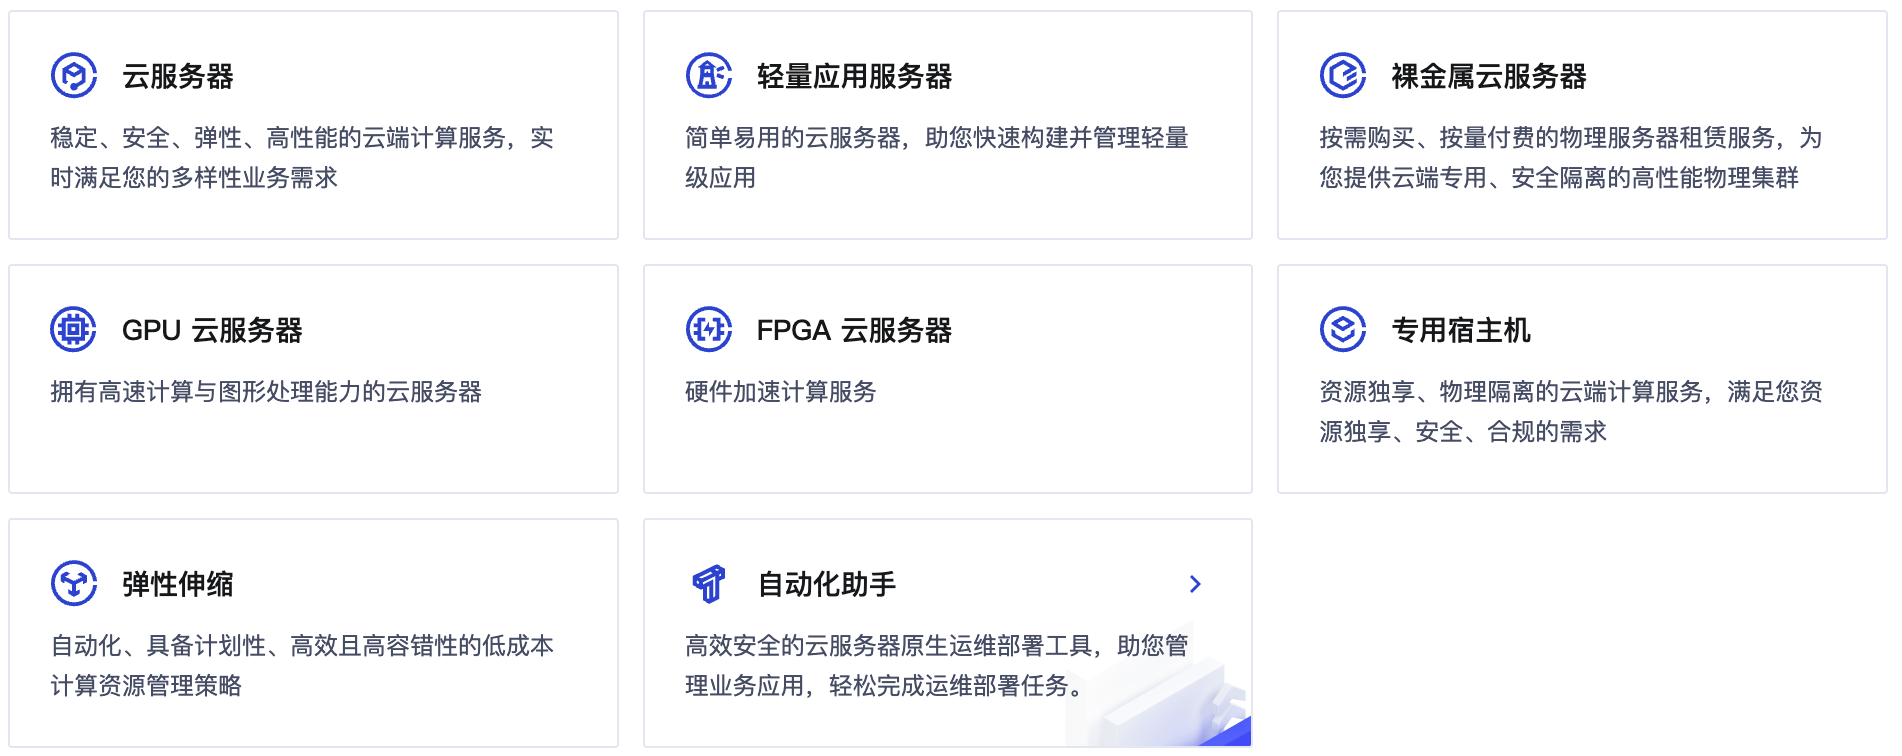 云服务器
稳定、安全、弹性、高性能的云端计算服务，实
时满足您的多样性业务需求
轻量应用服务器
简单易用的云服务器，助您快速构建并管理轻量
级应用
裸金属云服务器
按需购买、按量付费的物理服务器租赁服务，为
您提供云端专用、安全隔离的高性能物理集群
GPU 云服务器
拥有高速计算与图形处理能力的云服务器
FPGA 云服务器
硬件加速计算服务
专用宿主机
资源独享、物理隔离的云端计算服务，满足您资
源独享、安全、合规的需求
弹性伸缩
自动化、具备计划性、高效且高容错性的低成本
计算资源管理策略
自动化助手
高效安全的云服务器原生运维部署工具，助您管
理业务应用，轻松完成运维部署任务。